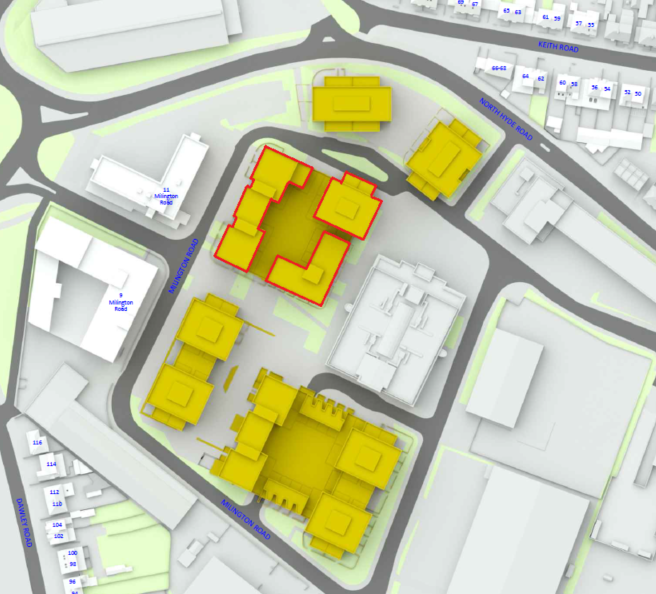 69
67
65 63
61 59
57 55
KEITH ROAD
66-68
64
62
60
58
56
54
52 50
NORTH HYDE ROAD
11
Millington
Road
MILLINGTON ROAD
9
Millington
Road
116
114
112
110
104
102
100
98
96
DAWLEY ROAD
MILLINGTON ROAD